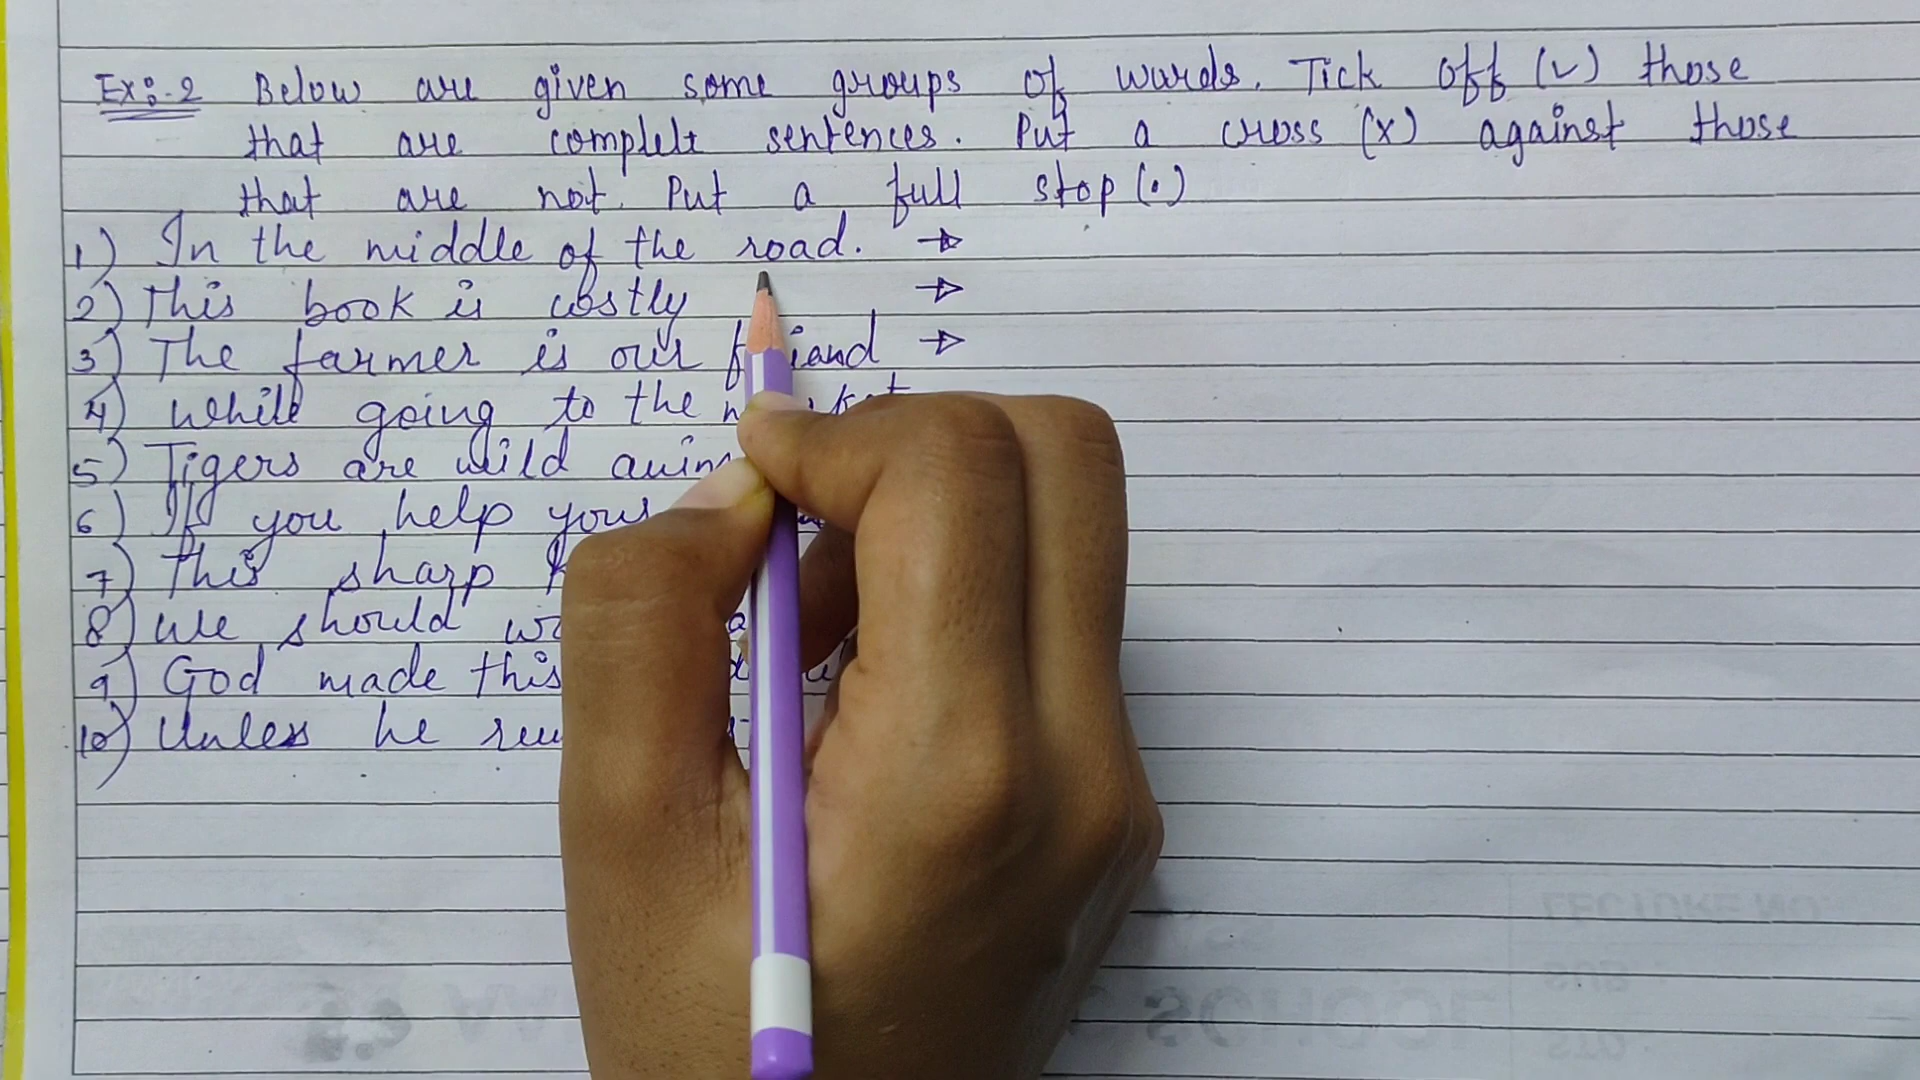 Ex:-2 Below are given some groups of words. Tick off (✓) those
that are complete sentences. Put a cross (x) against those
that are not. Put a full stop (.)
1) In the middle of the road. →
2) This book is costly →
3) The farmer is our friend →
4) While going to the
5) Tigers are wild
6) If you help your
7) This sharp
8) We should
9) God made this
10) Unless he